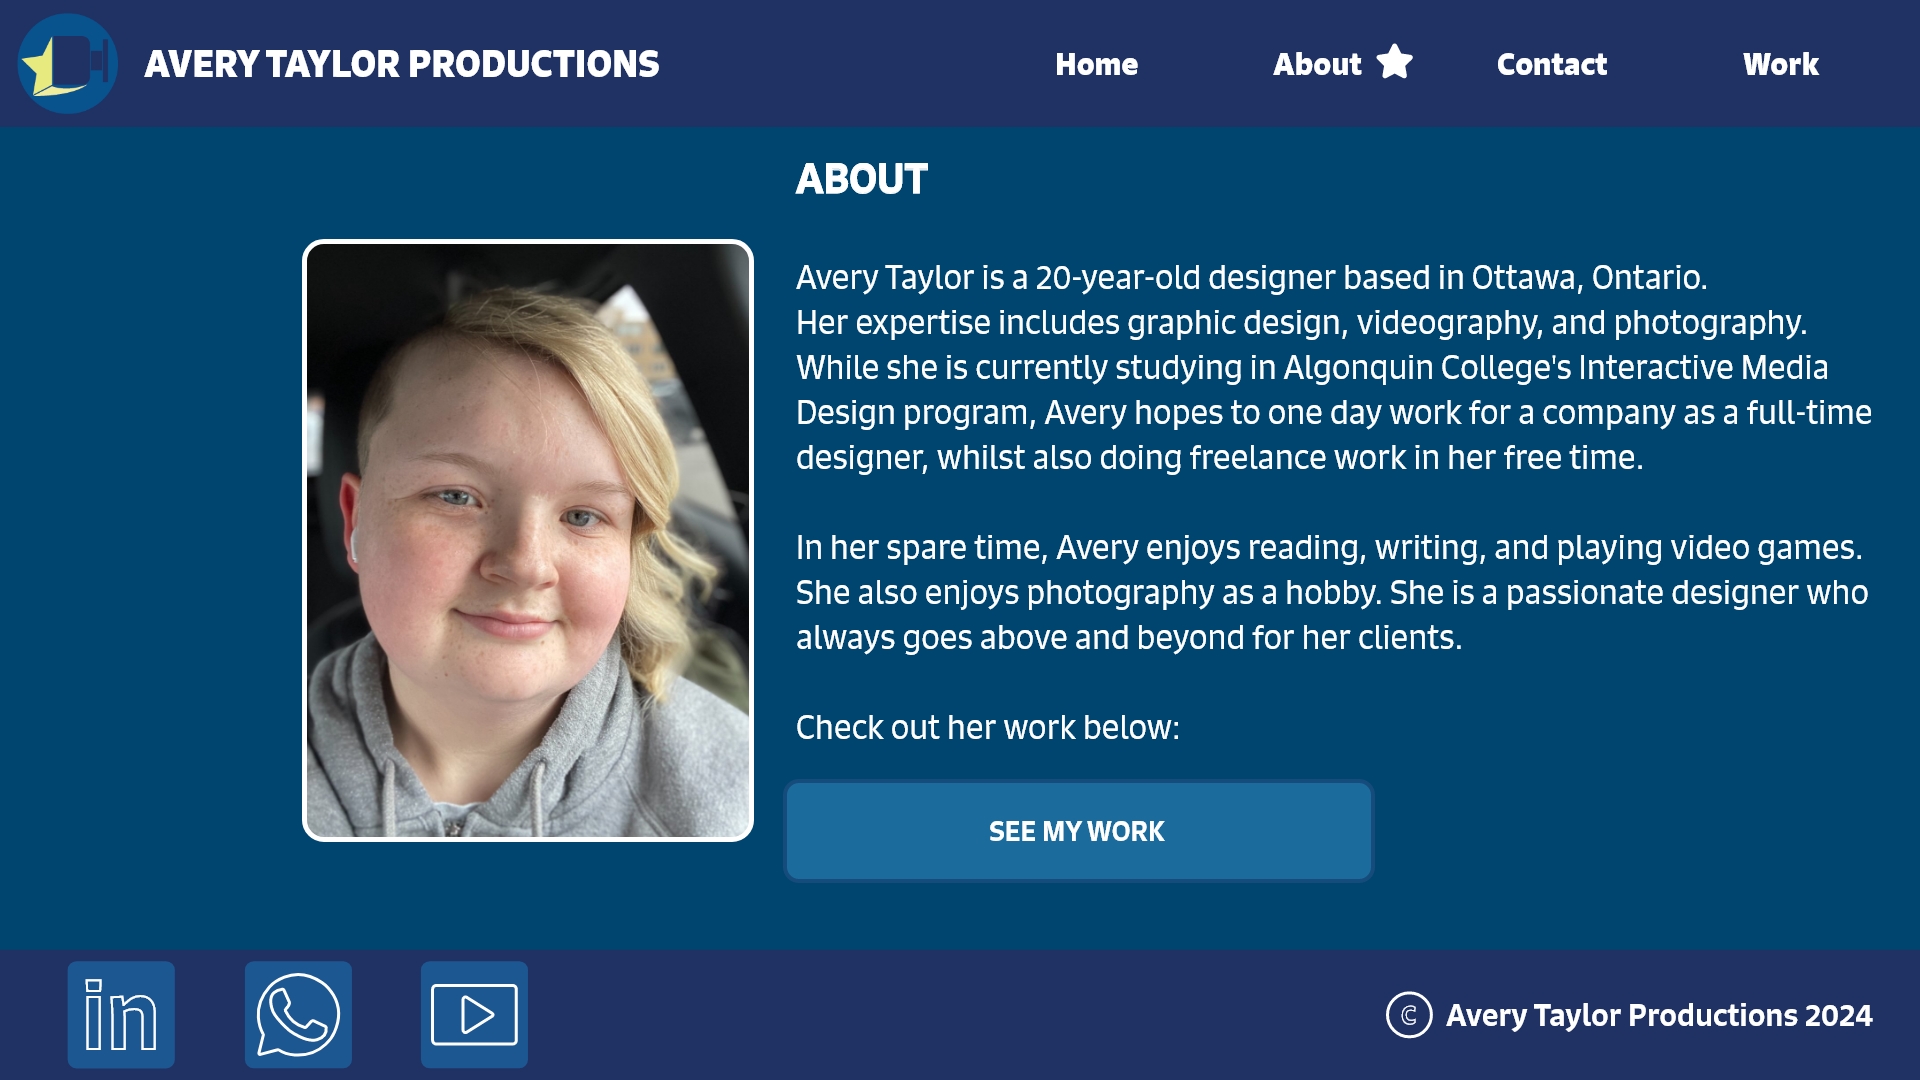 AVERY TAYLOR PRODUCTIONS
Home
About
Contact
Work
ABOUT
Avery Taylor is a 20-year-old designer based in Ottawa, Ontario.
Her expertise includes graphic design, videography, and photography.
While she is currently studying in Algonquin College's Interactive Media
Design program, Avery hopes to one day work for a company as a full-time
designer, whilst also doing freelance work in her free time.
In her spare time, Avery enjoys reading, writing, and playing video games.
She also enjoys photography as a hobby. She is a passionate designer who
always goes above and beyond for her clients.
Check out her work below:
SEE MY WORK
in
© Avery Taylor Productions 2024